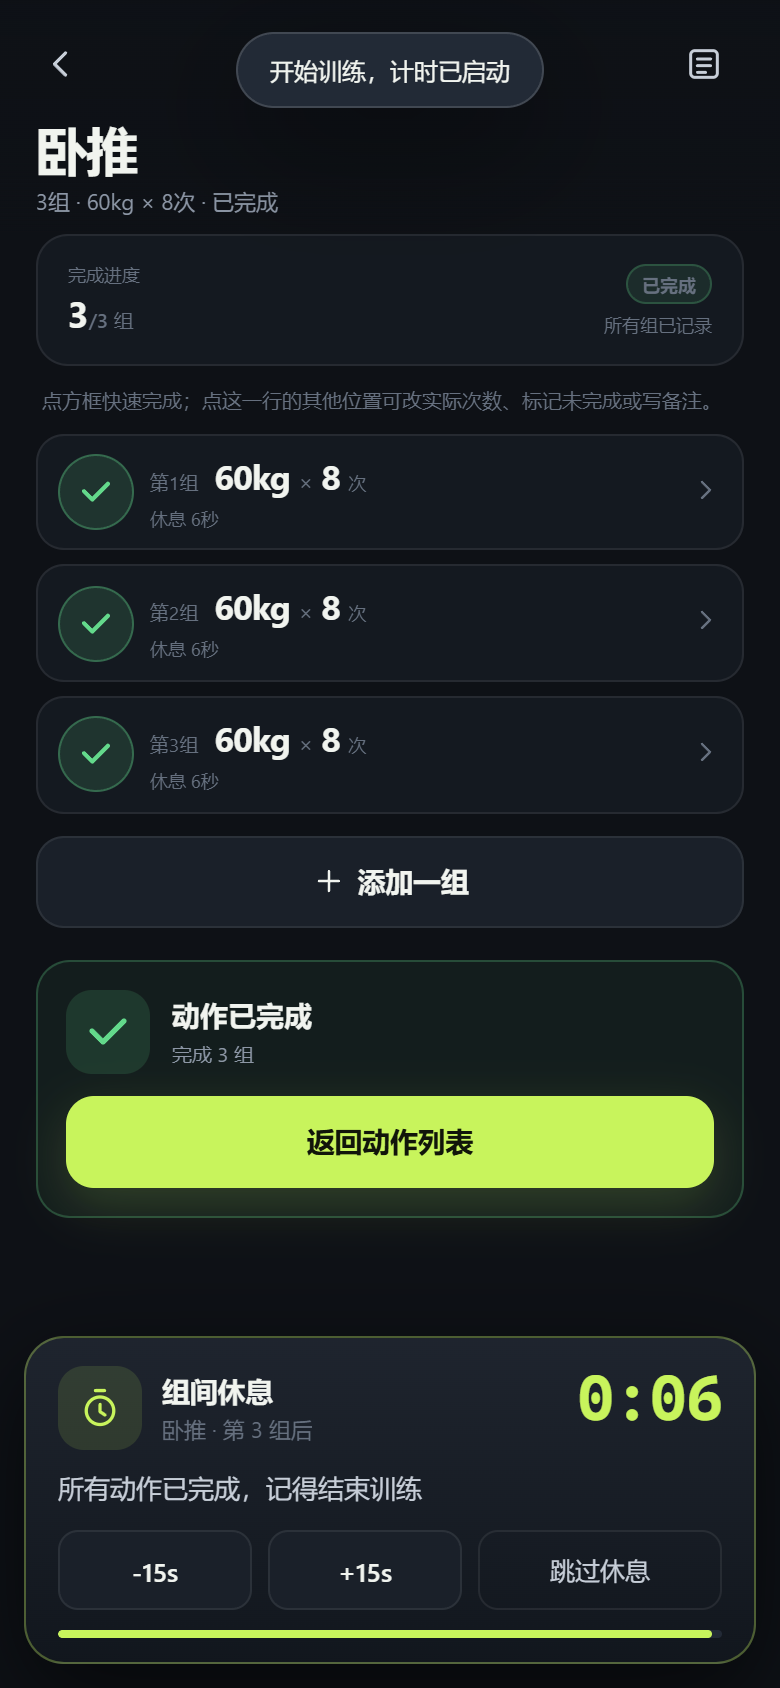 开始训练，计时已启动
卧推
3组 · 60kg × 8次 · 已完成
完成进度
已完成
3/3 组
所有组已记录
点方框快速完成；点这一行的其他位置可改实际次数、标记未完成或写备注。
第1组 60kg × 8 次
休息 6秒
第2组 60kg × 8 次
休息 6秒
第3组 60kg × 8 次
休息 6秒
添加一组
动作已完成
完成 3 组
返回动作列表
组间休息
0:06
卧推 · 第 3 组后
所有动作已完成，记得结束训练
-15s
+15s
跳过休息